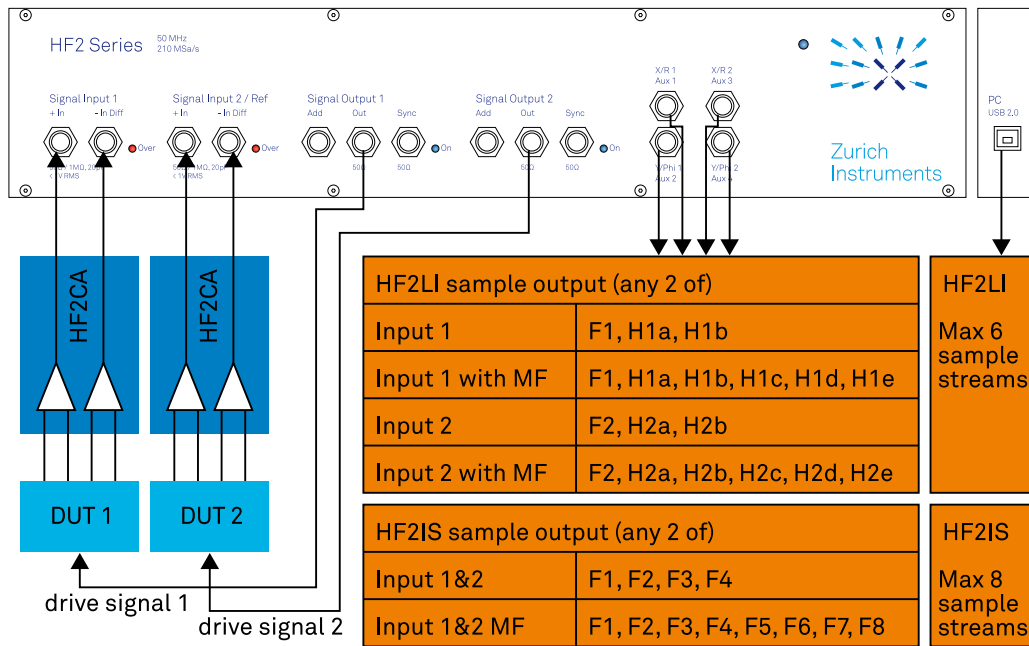 HF2 Series
50 MHz
210 MSa/s
Signal Input 1
+ In
- In Diff
Over
Signal Input 2 / Ref
+ In
- In Diff
Over
Signal Output 1
Add
Out
Sync
On
50Ω
50Ω
Signal Output 2
Add
Out
Sync
On
50Ω
50Ω
X/R 1
Aux 1
X/R 2
Aux 3
Y/Phi 1
Aux 2
Y/Phi 2
Zurich
Instruments
PC
USB 2.0
HF2CA
HF2CA
DUT 1
DUT 2
drive signal 1
drive signal 2
HF2LI sample output (any 2 of)
Input 1
F1, H1a, H1b
Input 1 with MF
F1, H1a, H1b, H1c, H1d, H1e
Input 2
F2, H2a, H2b
Input 2 with MF
F2, H2a, H2b, H2c, H2d, H2e
HF2LI
Max 6
sample
streams
HF2IS sample output (any 2 of)
Input 1&2
F1, F2, F3, F4
Input 1&2 MF
F1, F2, F3, F4, F5, F6, F7, F8
HF2IS
Max 8
sample
streams